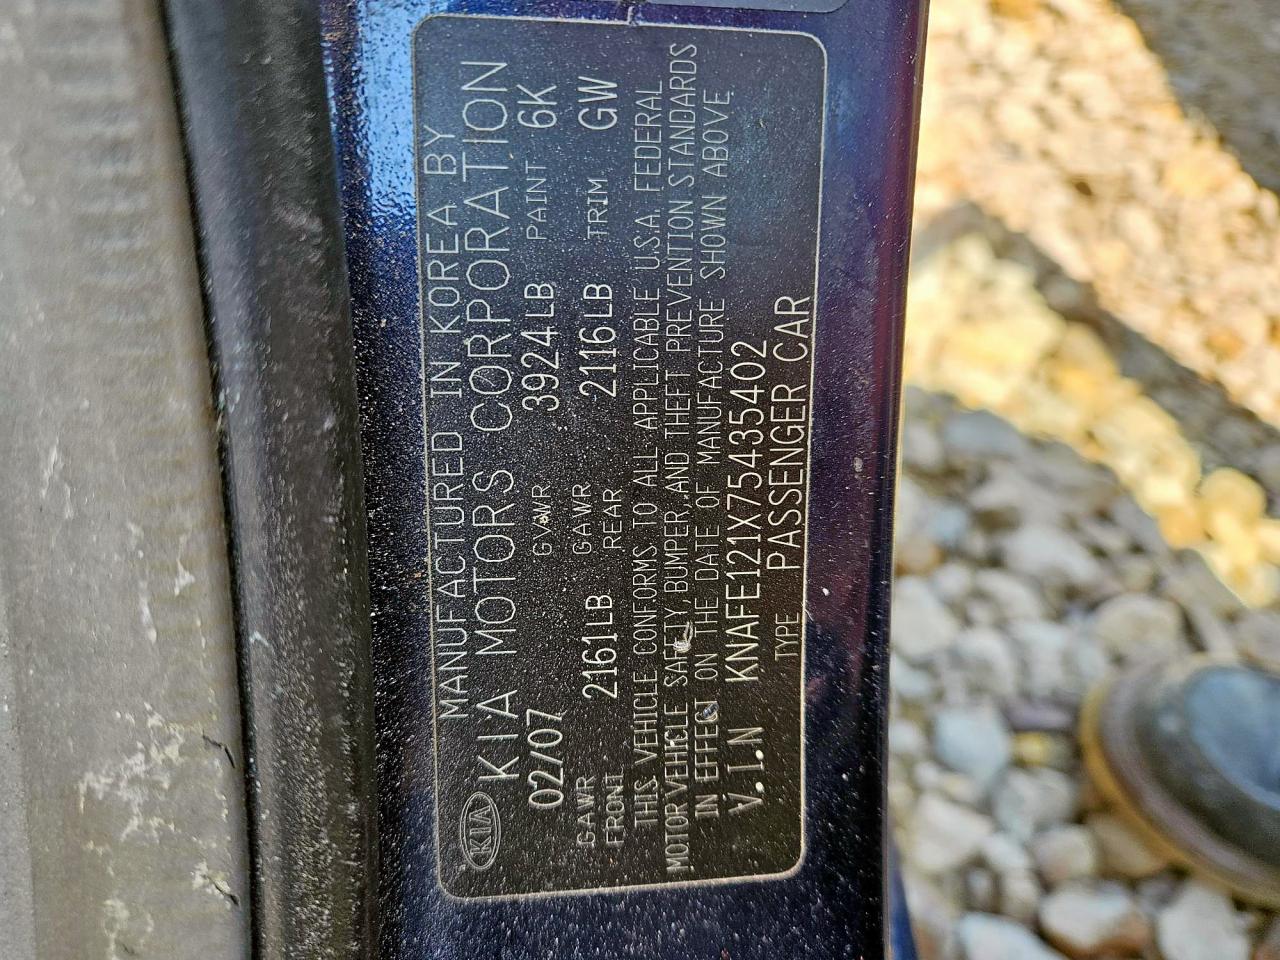 MANUFACTURED IN KOREA BY
KIA KIA MOTORS CORPORATION
02/07 GVWR 3924LB PAINT 6K
GAWR FRONT 2161LB GAWR REAR 2116LB TRIM GW
THIS VEHICLE CONFORMS TO ALL APPLICABLE U.S.A. FEDERAL
MOTOR VEHICLE SAFETY, BUMPER, AND THEFT PREVENTION STANDARDS
IN EFFECT ON THE DATE OF MANUFACTURE SHOWN ABOVE.
V.I.N KNAFE121X75435402
TYPE PASSENGER CAR